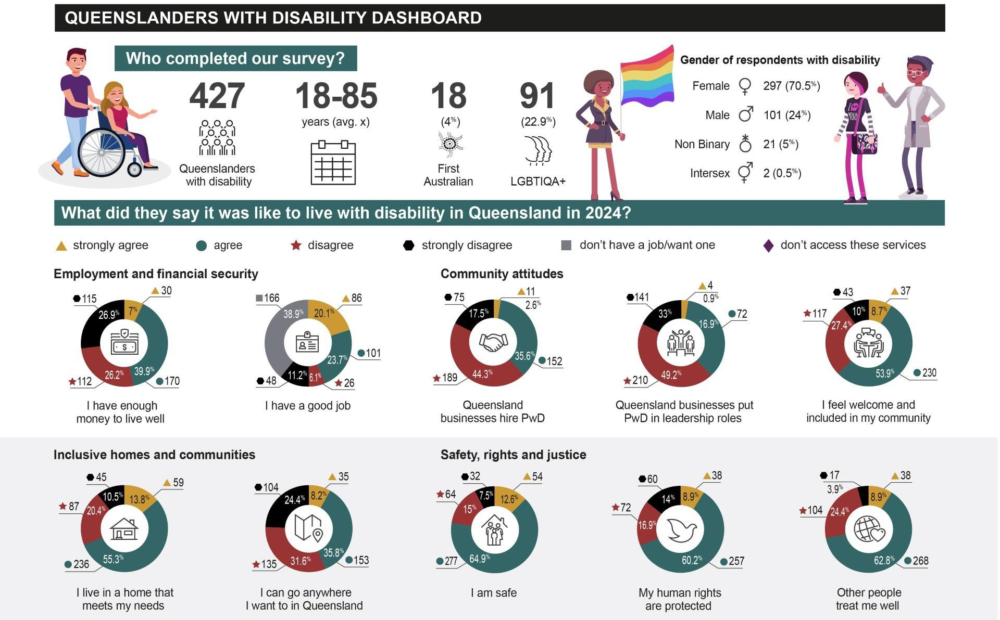 QUEENSLANDERS WITH DISABILITY DASHBOARD
Who completed our survey?
427
Queenslanders
with disability
18-85
years (avg. x)
18
(4%)
First
Australian
91
(22.9%)
LGBTIQA+
Gender of respondents with disability
Female 297 (70.5%)
Male 101 (24%)
Non Binary 21 (5%)
Intersex 2 (0.5%)
I
YOU!
What did they say it was like to live with disability in Queensland in 2024?
strongly agree
agree
disagree
strongly disagree
don't have a job/want one
don't access these services
Employment and financial security
115
30
26.9%
7%
$
26.2%
39.9%
112
170
I have enough
money to live well
166
86
38.9%
20.1%
101
23.7%
11.2%
6.1%
48
26
I have a good job
Community attitudes
75
11
2.6%
17.5%
35.6%
152
44.3%
189
Queensland
businesses hire PwD
141
4
0.9%
33%
72
16.9%
49.2%
210
Queensland businesses put
PwD in leadership roles
43
37
117
10%
8.7%
27.4%
53.9%
230
I feel welcome and
included in my community
Inclusive homes and communities
45
59
10.5%
13.8%
87
20.4%
55.3%
236
I live in a home that
meets my needs
104
35
24.4%
8.2%
35.8%
31.6%
153
135
I can go anywhere
I want to in Queensland
Safety, rights and justice
32
54
64
7.5%
12.6%
15%
64.9%
277
I am safe
60
38
14%
8.9%
72
16.9%
60.2%
257
My human rights
are protected
17
38
3.9%
8.9%
104
24.4%
62.8%
268
Other people
treat me well